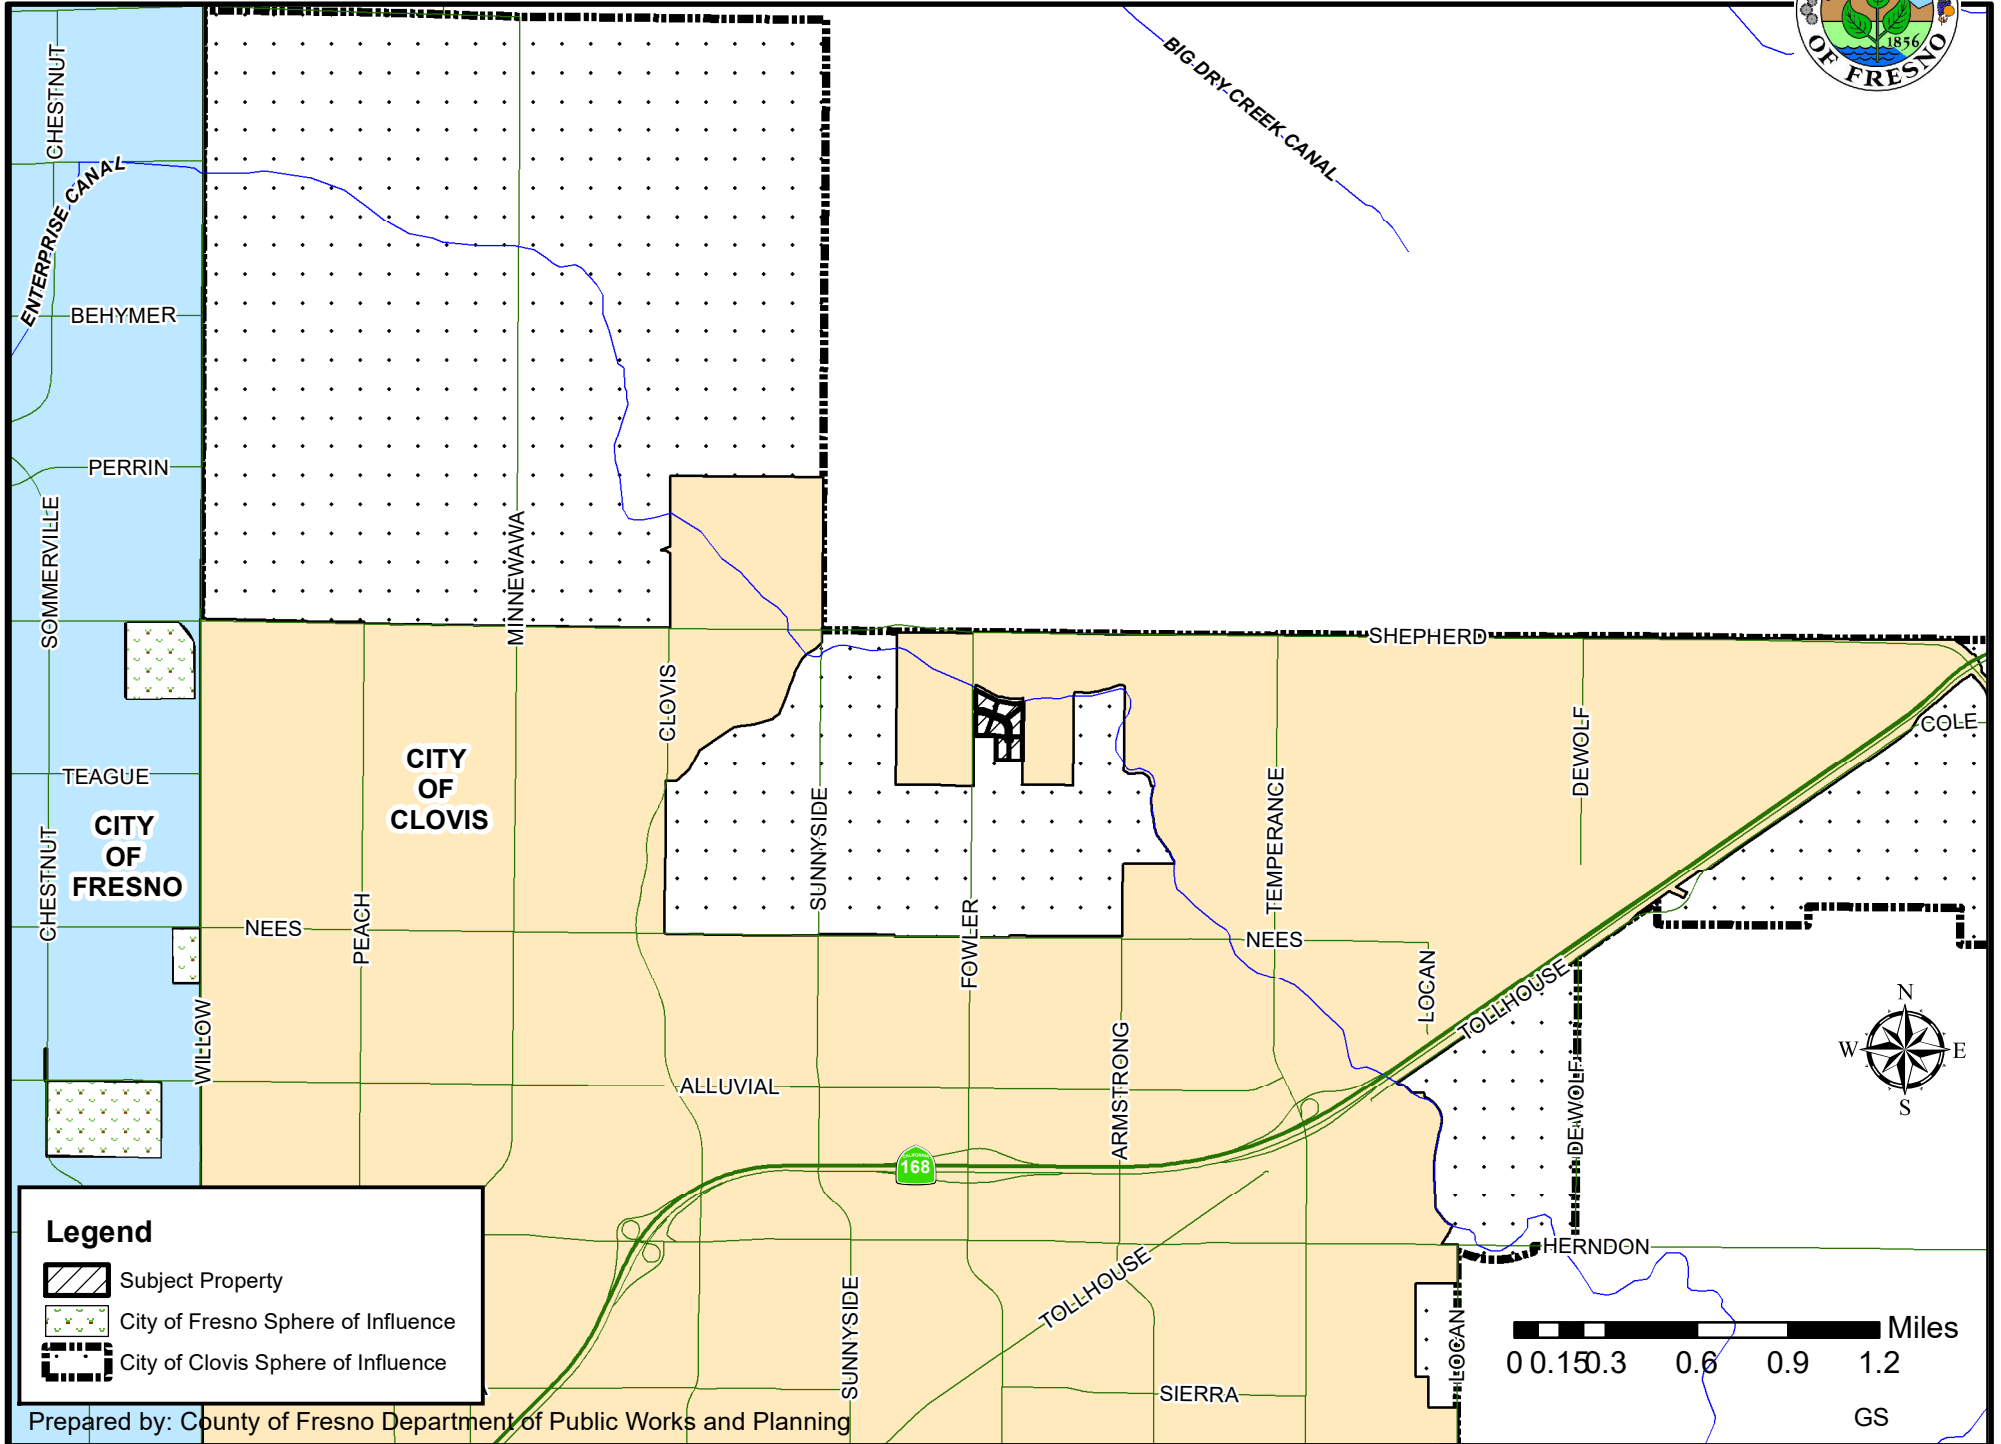 CHESTNUT
BIG DRY CREEK CANAL
1856
OF FRESNO
ENTERPRISE CANAL
BEHYMER
PERRIN
SOMMERVILLE
MINNEWAWA
SHEPHERD
CLOVIS
DEWOLF
COLE
CITY
OF
CLOVIS
TEAGUE
SUNNYSIDE
TEMPERANCE
CITY
OF
FRESNO
CHESTNUT
PEACH
NEES
FOWLER
NEES
LOCAN
TOLLHOUSE
N
W E
S
WILLOW
ARMSTRONG
ALLUVIAL
DE WOLF
CALIFORNIA
168
HERNDON
TOLLHOUSE
SUNNYSIDE
LOCAN
SIERRA
Legend
Subject Property
City of Fresno Sphere of Influence
City of Clovis Sphere of Influence
Miles
0 0.15 0.3 0.6 0.9 1.2
Prepared by: County of Fresno Department of Public Works and Planning
GS